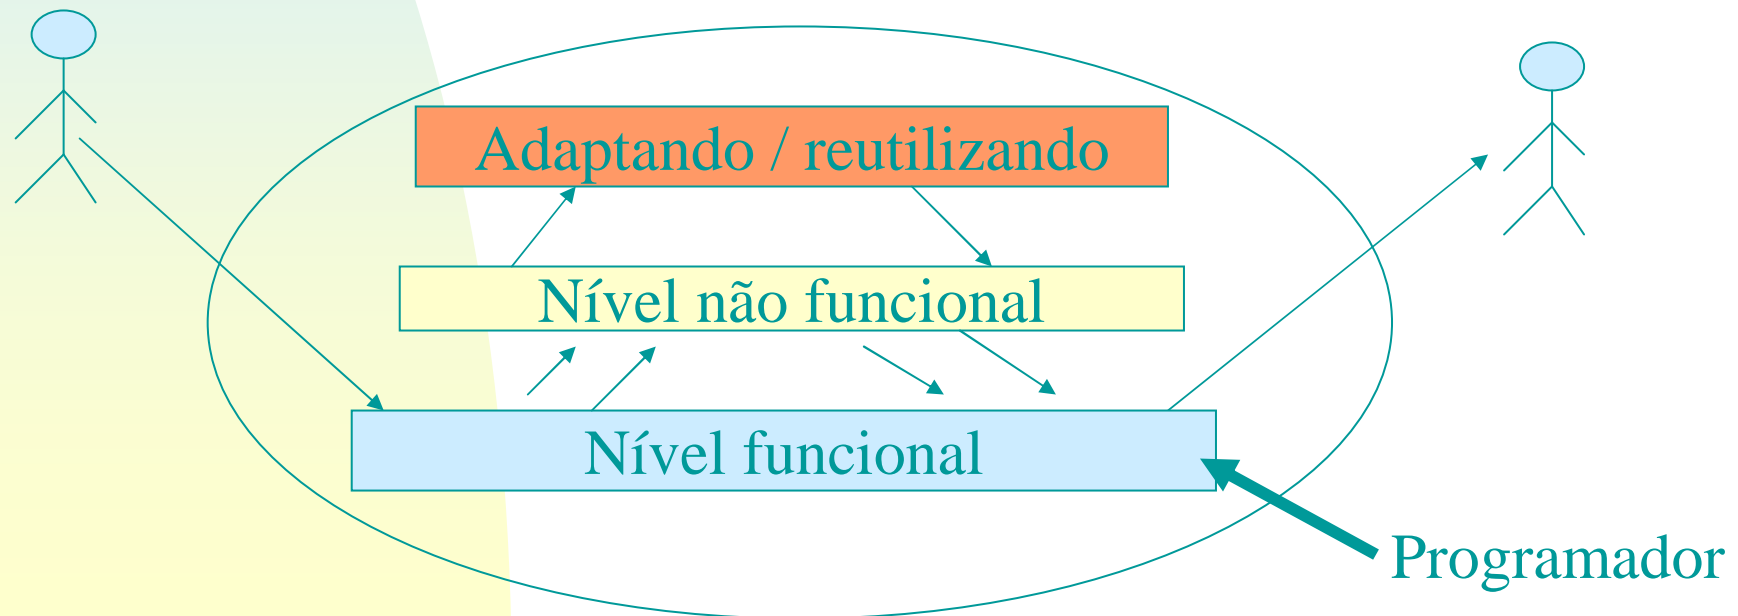 Adaptando / reutilizando
Nível não funcional
Nível funcional
Programador